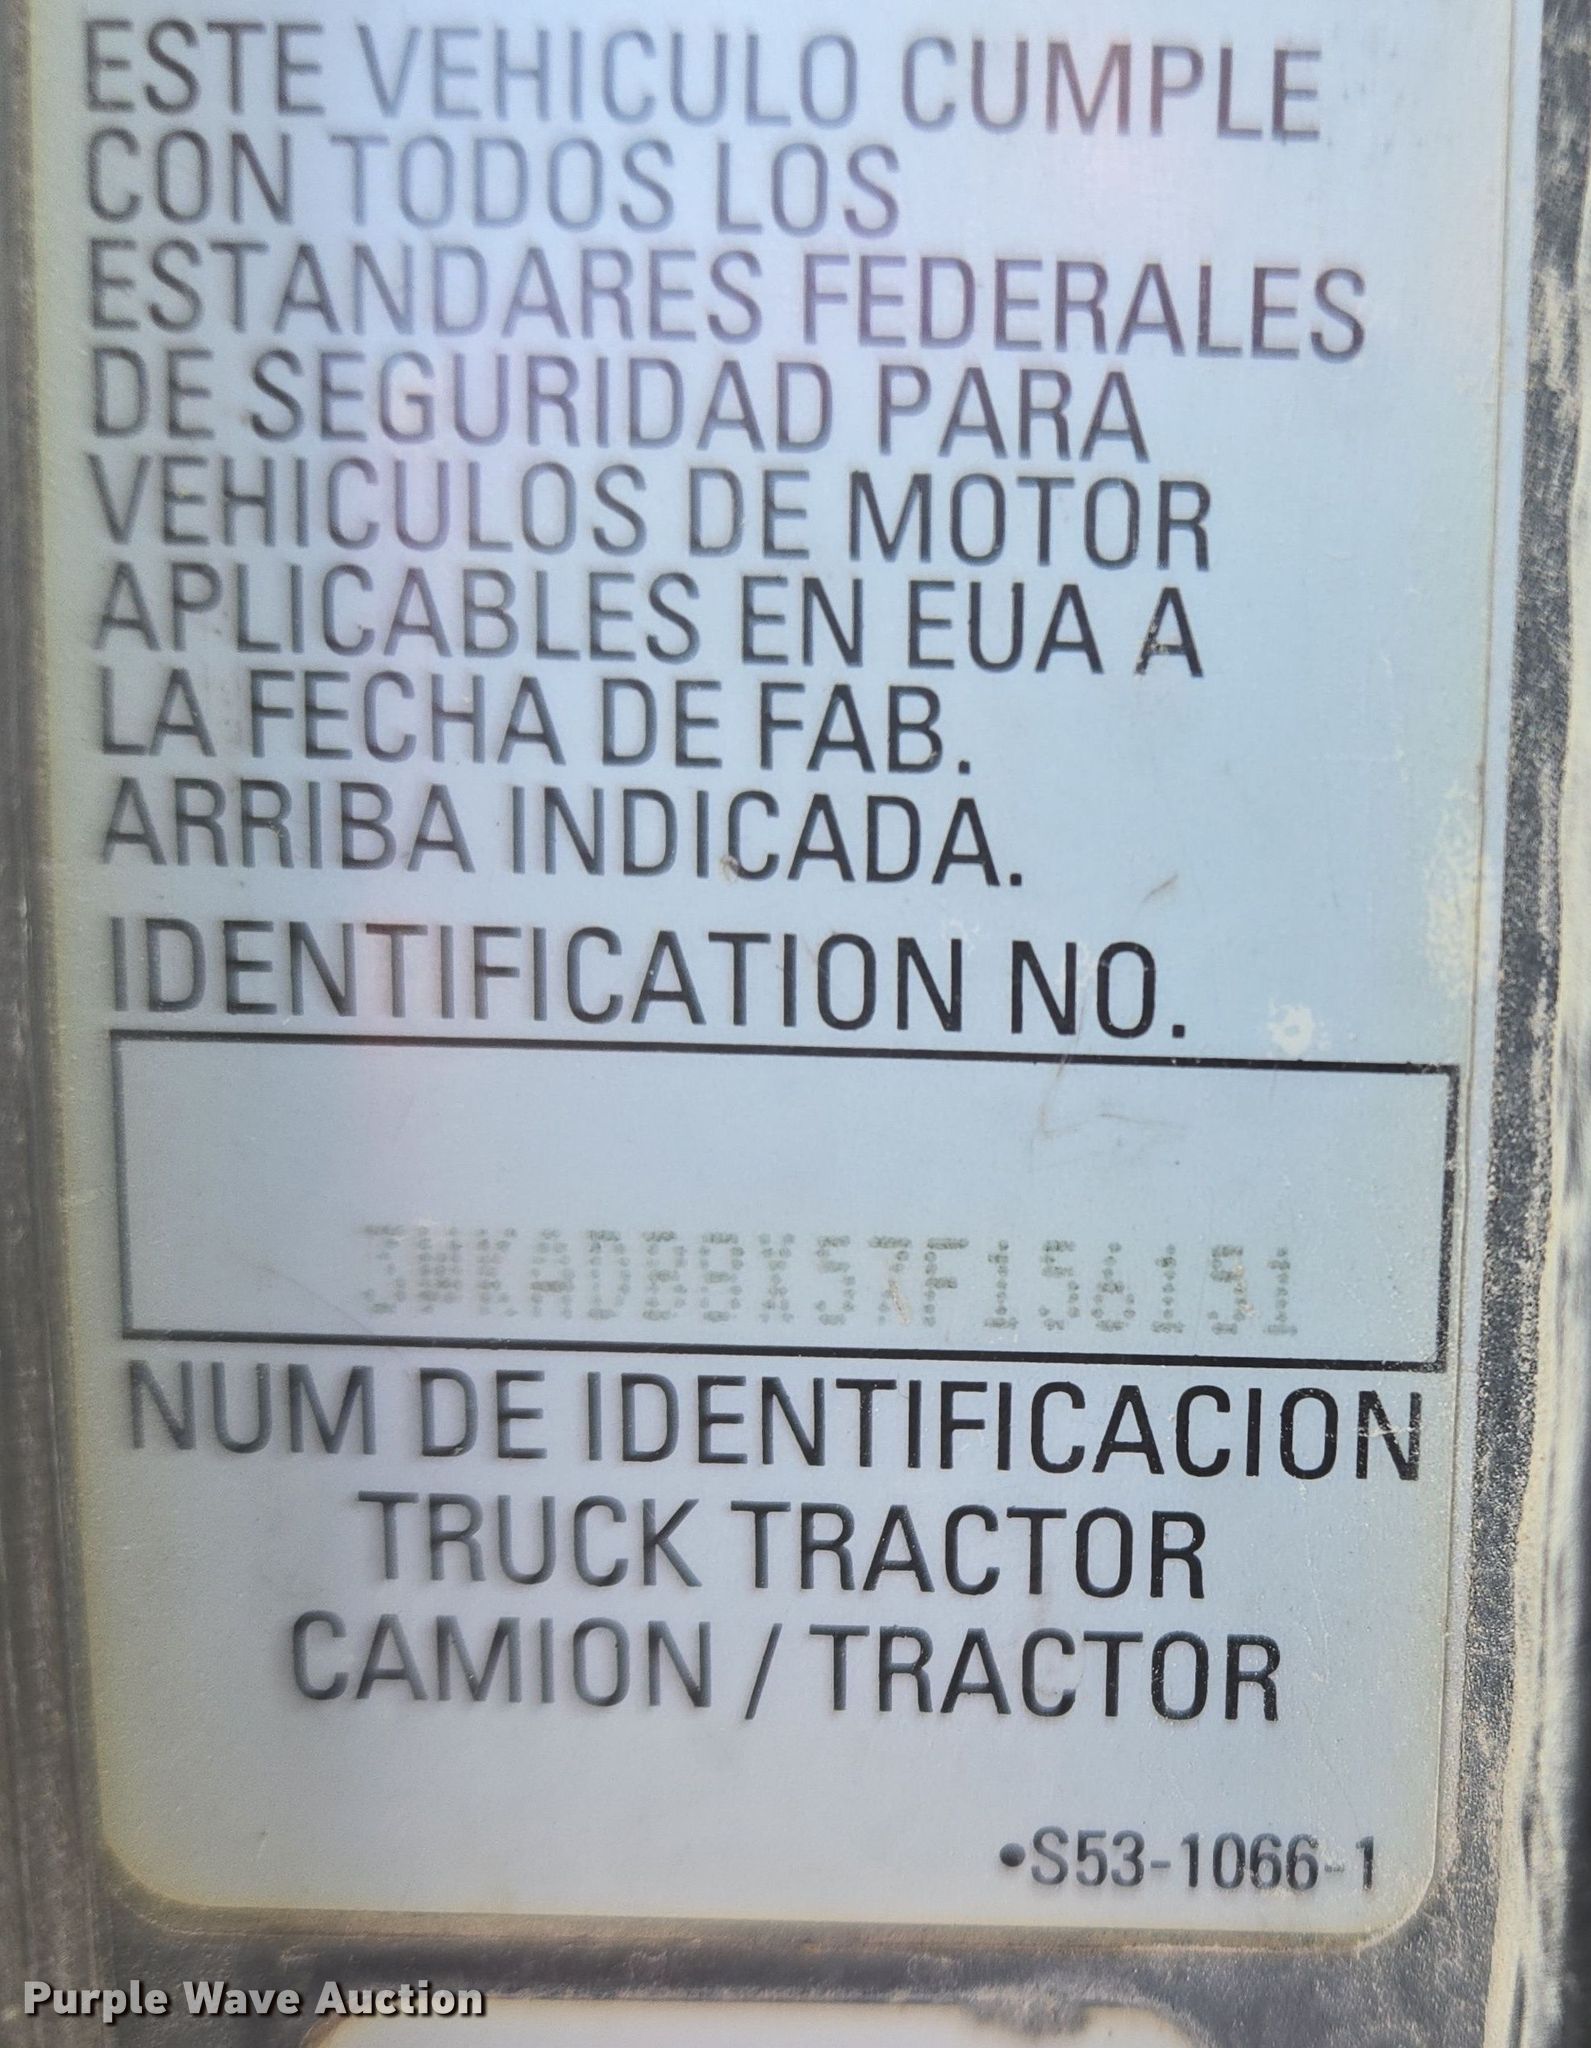 ESTE VEHICULO CUMPLE
CON TODOS LOS
ESTANDARES FEDERALES
DE SEGURIDAD PARA
VEHICULOS DE MOTOR
APLICABLES EN EUA A
LA FECHA DE FAB.
ARRIBA INDICADA.
IDENTIFICATION NO.
3WKADB8X57F156151
NUM DE IDENTIFICACION
TRUCK TRACTOR
CAMION / TRACTOR
•S53-1066-1
Purple Wave Auction